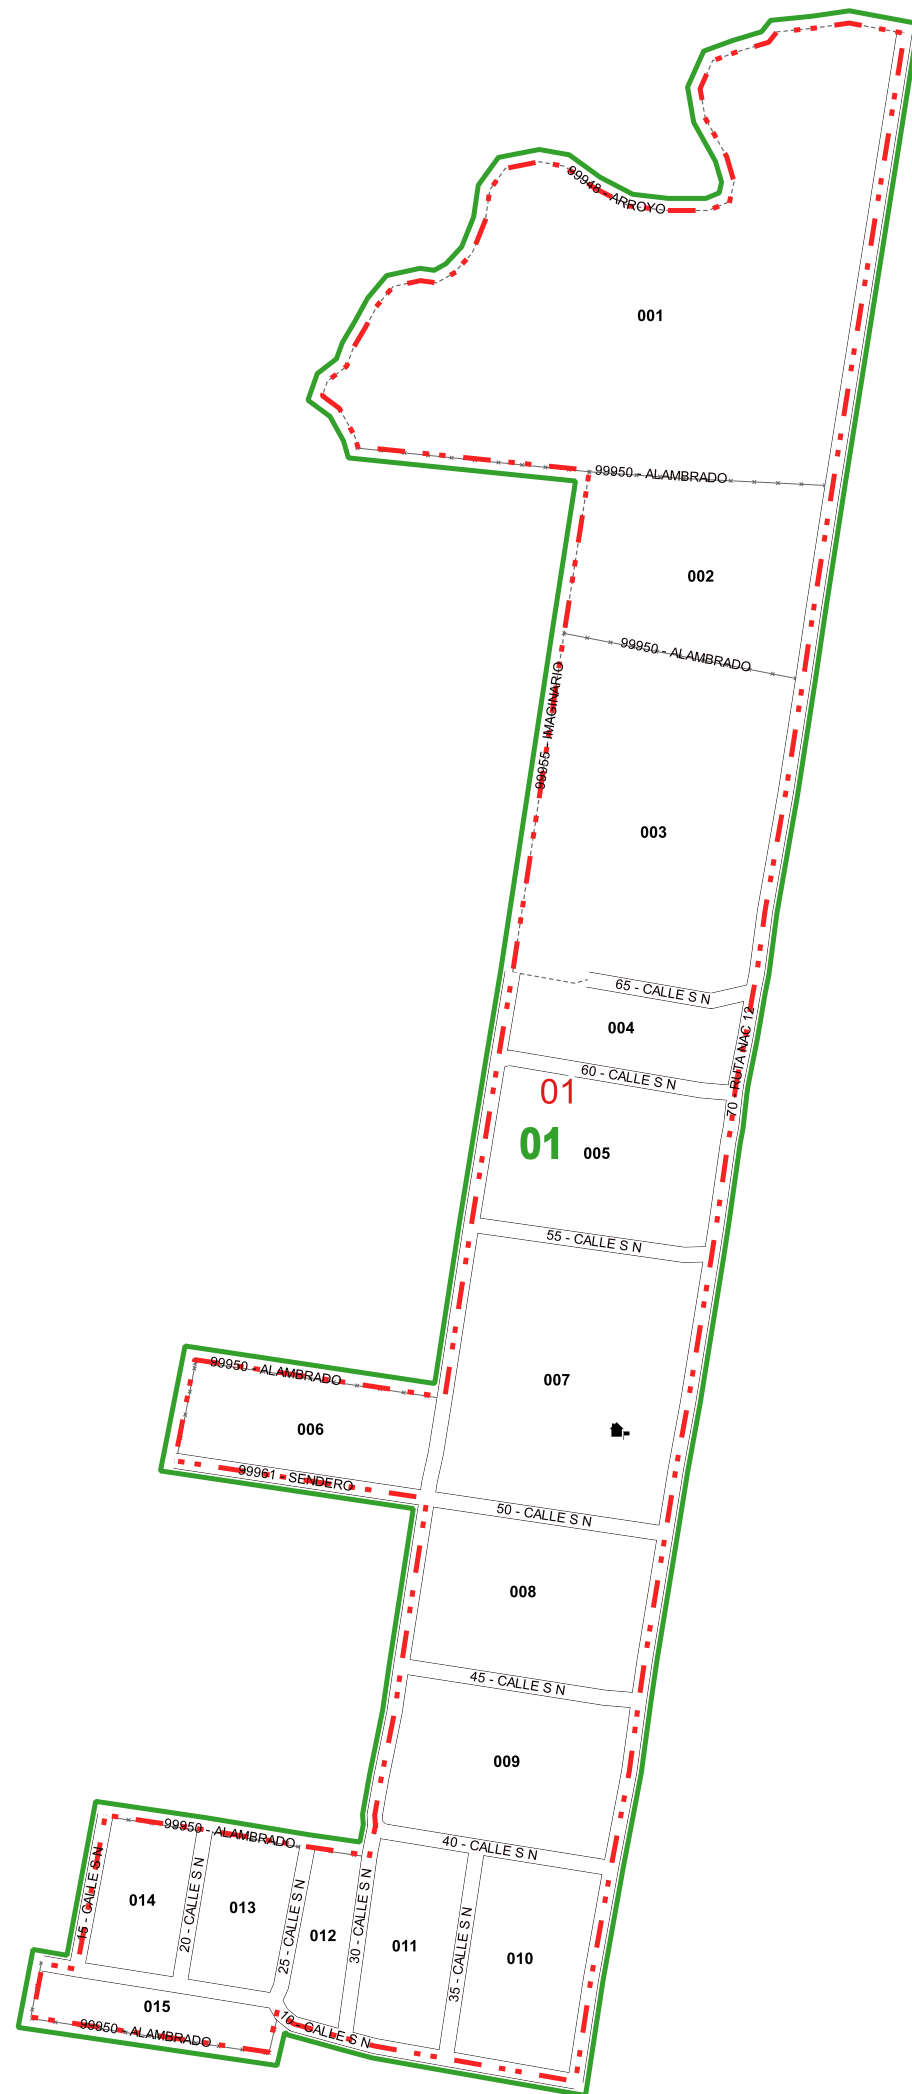 99948 - ARROYO
001
99950 - ALAMBRADO
002
99950 - ALAMBRADO
99955 - IMAGINARIO
003
65 - CALLE S N
004
70 - RUTA NAC 12
60 - CALLE S N
01
01
005
55 - CALLE S N
99950 - ALAMBRADO
007
006
99961 - SENDERO
50 - CALLE S N
008
45 - CALLE S N
009
99950 - ALAMBRADO
40 - CALLE S N
15 - CALLE S N
014
20 - CALLE S N
013
25 - CALLE S N
012
30 - CALLE S N
011
35 - CALLE S N
010
015
10 - CALLE S N
99950 - ALAMBRADO